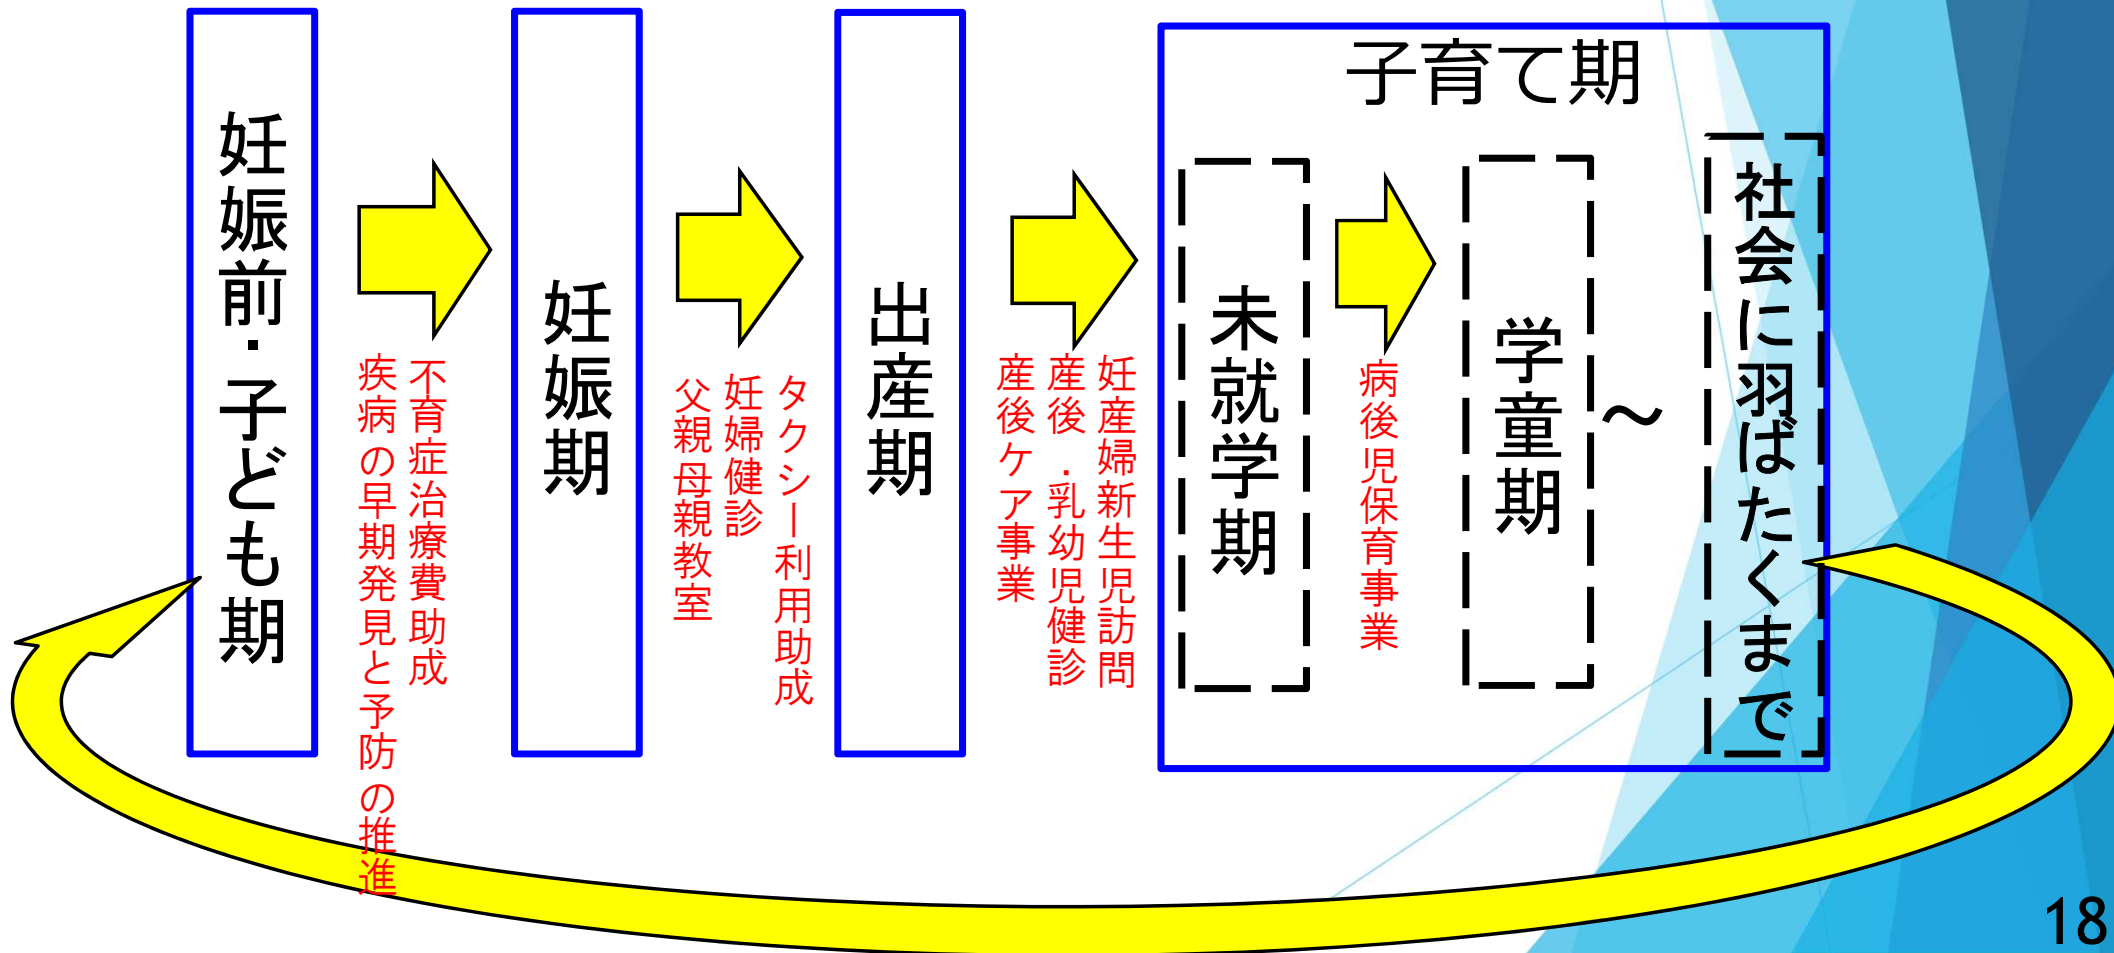 妊娠前・子ども期
不育症治療費助成
疾病の早期発見と予防の推進
妊娠期
タクシー利用助成
妊婦健診
父親母親教室
出産期
妊産婦新生児訪問
産後・乳幼児健診
産後ケア事業
子育て期
未就学期
病後児保育事業
学童期
～
社会に羽ばたくまで
18